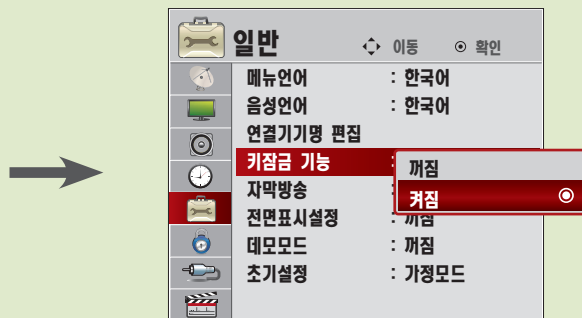 일반 이동 확인
메뉴언어 : 한국어
음성언어 : 한국어
연결기기명 편집
키잠금 기능 :
꺼짐
자막방송 :
켜짐
전면표시설정 : 꺼짐
데모모드 : 꺼짐
초기설정 : 가정모드